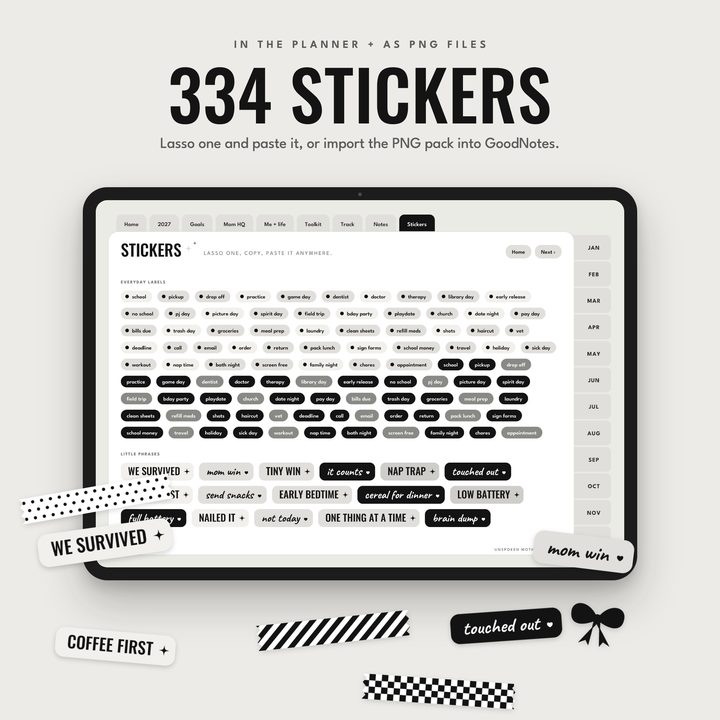 IN THE PLANNER + AS PNG FILES
334 STICKERS
Lasso one and paste it, or import the PNG pack into GoodNotes.
Home 2027 Goals Mom HQ Me + life Toolkit Track Notes Stickers
STICKERS LASSO ONE, COPY, PASTE IT ANYWHERE. Home Next ›
EVERYDAY LABELS
school pickup drop off practice game day dentist doctor therapy library day early release
no school pj day picture day spirit day field trip bday party playdate church date night pay day
bills due trash day groceries meal prep laundry clean sheets refill meds shots haircut vet
deadline call email order return pack lunch sign forms school money travel holiday sick day
workout nap time bath night screen free family night chores appointment school pickup drop off
practice game day dentist doctor therapy library day early release no school pj day picture day spirit day
field trip bday party playdate church date night pay day bills due trash day groceries meal prep laundry
clean sheets refill meds shots haircut vet deadline call email order return pack lunch sign forms
school money travel holiday sick day workout nap time bath night screen free family night chores appointment
LITTLE PHRASES
WE SURVIVED mom win TINY WIN it counts NAP TRAP touched out
send snacks EARLY BEDTIME cereal for dinner LOW BATTERY
full battery NAILED IT not today ONE THING AT A TIME brain dump
JAN
FEB
MAR
APR
MAY
JUN
JUL
AUG
SEP
OCT
NOV
WE SURVIVED
mom win
COFFEE FIRST
touched out